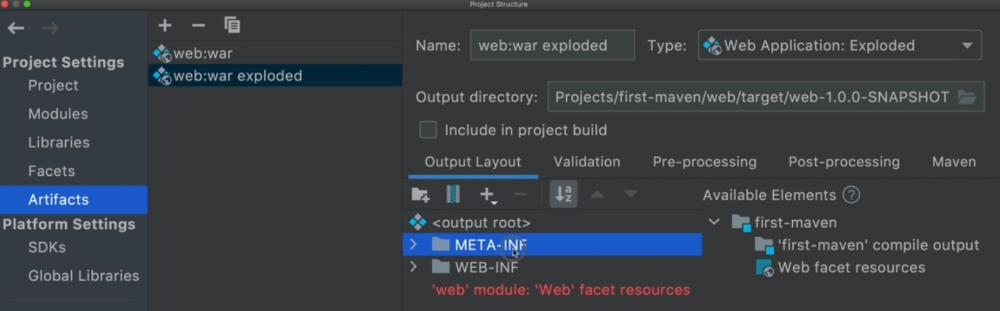 Project Structure
Project Settings
Project
Modules
Libraries
Facets
Artifacts
Platform Settings
SDKs
Global Libraries
web:war
web:war exploded
Name: web:war exploded Type: Web Application: Exploded
Output directory: Projects/first-maven/web/target/web-1.0.0-SNAPSHOT
Include in project build
Output Layout Validation Pre-processing Post-processing Maven
a
z
<output root>
META-INF
WEB-INF
'web' module: 'Web' facet resources
Available Elements ?
first-maven
'first-maven' compile output
Web facet resources